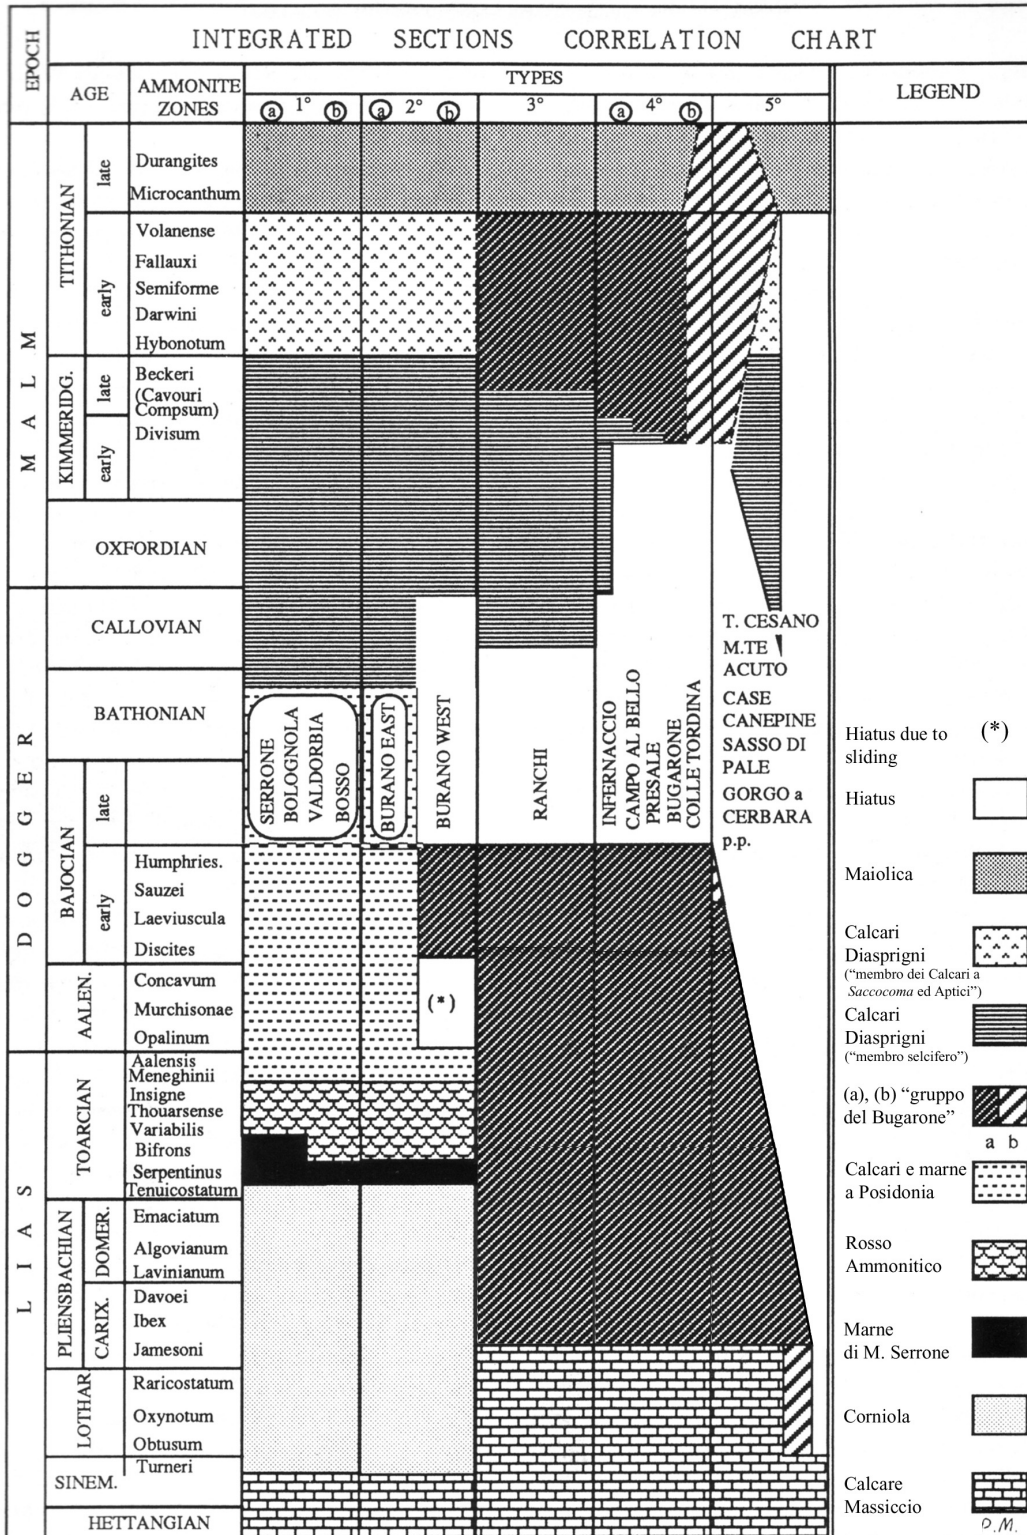 INTEGRATED SECTIONS CORRELATION CHART
EPOCH
AGE
AMMONITE
ZONES
TYPES
a 1° b
a 2° b
3°
a 4° b
5°
LEGEND
MALM
DOGGER
LIAS
TITHONIAN
late
early
KIMMERIDG.
late
early
OXFORDIAN
CALLOVIAN
BATHONIAN
BAJOCIAN
late
early
AALEN.
TOARCIAN
PLIENSBACHIAN
DOMER.
CARIX.
LOTHAR.
SINEM.
HETTANGIAN
Durangites
Microcanthum
Volanense
Fallauxi
Semiforme
Darwini
Hybonotum
Beckeri
(Cavouri
Compsum)
Divisum
Humphries.
Sauzei
Laeviuscula
Discites
Concavum
Murchisonae
Opalinum
Aalensis
Meneghinii
Insigne
Thouarsense
Variabilis
Bifrons
Serpentinus
Tenuicostatum
Emaciatum
Algovianum
Lavinianum
Davoei
Ibex
Jamesoni
Raricostatum
Oxynotum
Obtusum
Turneri
SERRONE
BOLOGNOLA
VALDORBIA
BOSSO
BURANO EAST
BURANO WEST
(*)
RANCHI
INFERNACCIO
CAMPO AL BELLO
PRESALE
BUGARONE
COLLE TORDINA
T. CESANO
M.TE
ACUTO
CASE
CANEPINE
SASSO DI
PALE
GORGO a
CERBARA
p.p.
Hiatus due to (*)
sliding
Hiatus
Maiolica
Calcari
Diasprigni
(“membro dei Calcari a
Saccocoma ed Aptici”)
Calcari
Diasprigni
(“membro selcifero”)
(a), (b) “gruppo
del Bugarone”
a b
Calcari e marne
a Posidonia
Rosso
Ammonitico
Marne
di M. Serrone
Corniola
Calcare
Massiccio
D.M.